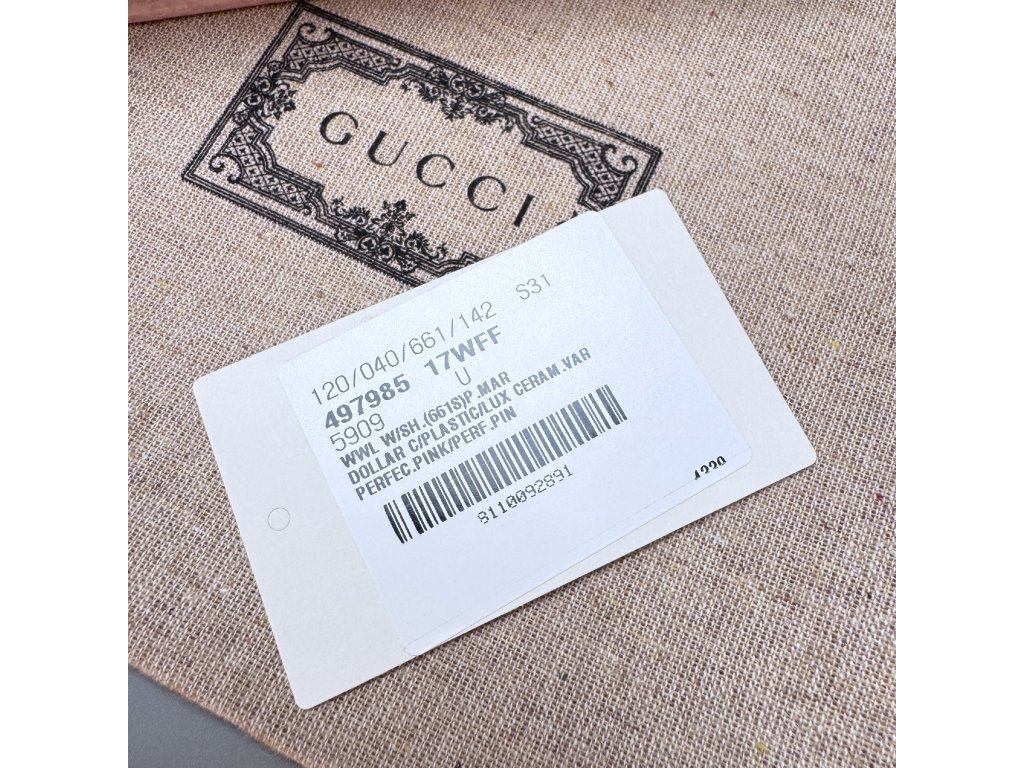 GUCCI
120/040/661/142 S31
497985 17WFF
5909 U
WWL W/SH.(661S)P.MAR
DOLLAR C/PLASTIC/LUX CERAM.VAR
PERFEC.PINK/PERF.PIN
8110092891